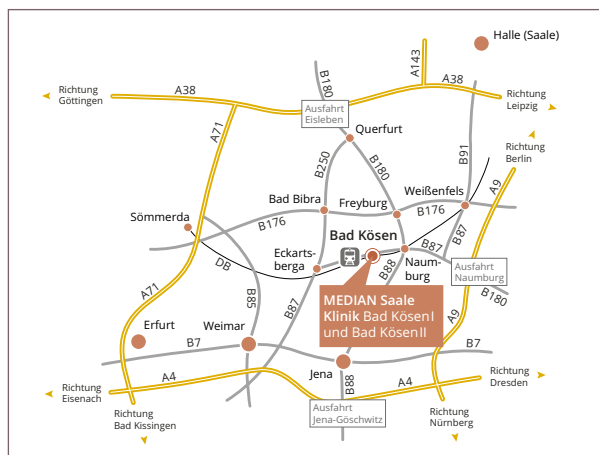 Halle (Saale)
A143
B180
A38
A38
Richtung
Göttingen
Richtung
Leipzig
Ausfahrt
Eisleben
A71
Querfurt
Richtung
Berlin
B91
B250
B180
A9
Weißenfels
Bad Bibra
Freyburg
B176
Sömmerda
B176
Bad Kösen
B87
B87
Eckarts-
berga
Naum-
burg
DB
B88
Ausfahrt
Naumburg
B180
A71
B85
B87
MEDIAN Saale
Klinik Bad Kösen I
und Bad Kösen II
A9
Erfurt
Weimar
B7
B7
Jena
A4
B88
A4
Richtung
Eisenach
Richtung
Dresden
Richtung
Bad Kissingen
Ausfahrt
Jena-Göschwitz
Richtung
Nürnberg